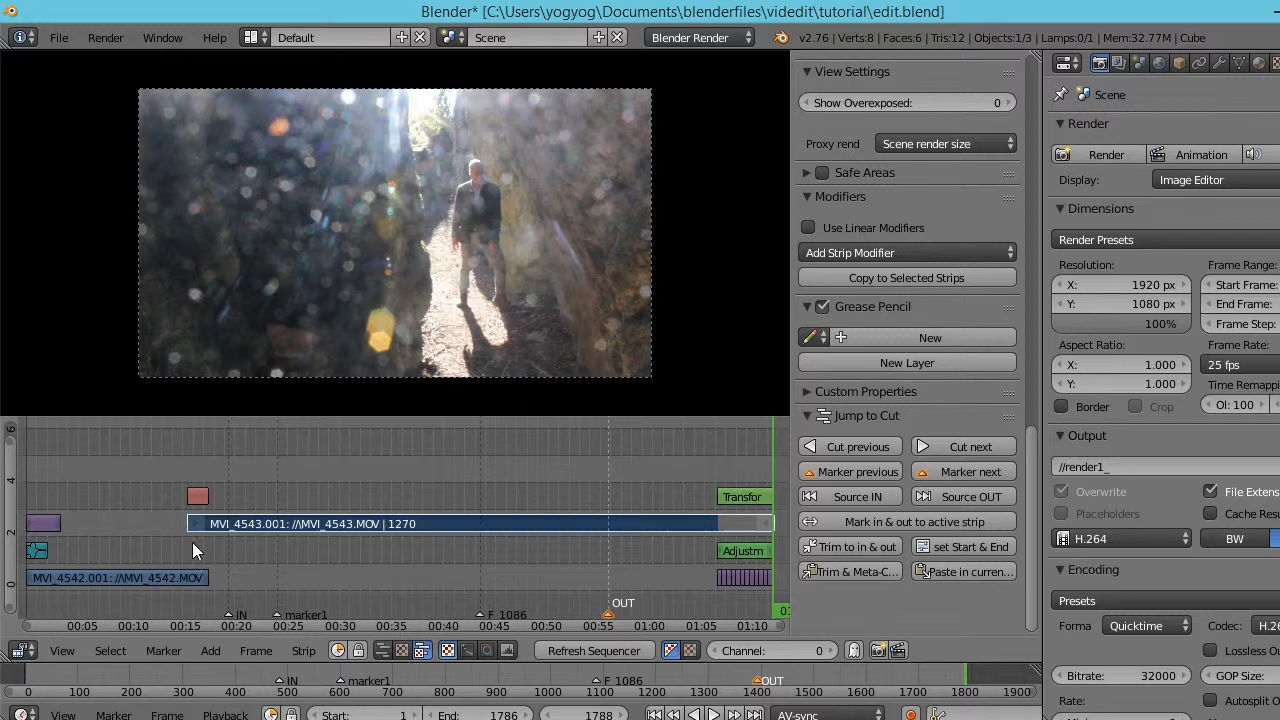 Blender* [C:\Users\yogyog\Documents\blenderfiles\videdit\tutorial\edit.blend]
File Render Window Help Default Scene Blender Render v2.76 | Verts:8 | Faces:6 | Tris:12 | Objects:1/3 | Lamps:0/1 | Mem:32.77M | Cube
View Settings
Show Overexposed: 0
Proxy rend Scene render size
Safe Areas
Modifiers
Use Linear Modifiers
Add Strip Modifier
Copy to Selected Strips
Grease Pencil
New
New Layer
Custom Properties
Jump to Cut
Cut previous Cut next
Marker previous Marker next
Source IN Source OUT
Mark in & out to active strip
Trim to in & out set Start & End
Trim & Meta-C... Paste in curren...
Scene
Render
Render Animation
Display: Image Editor
Dimensions
Render Presets
Resolution: Frame Range:
X: 1920 px Start Frame:
Y: 1080 px End Frame:
100% Frame Step:
Aspect Ratio: Frame Rate:
X: 1.000 25 fps
Y: 1.000 Time Remapping
Border Crop Ol: 100
Output
//render1_
Overwrite File Extens
Placeholders Cache Res
H.264 BW
Encoding
Presets
Forma Quicktime Codec: H.26
Lossless Ou
Bitrate: 32000 GOP Size:
Autosplit Ou
6
4
2
0
Transfor
MVI_4543.001: //\MVI_4543.MOV | 1270
Adjustm
MVI_4542.001: //\MVI_4542.MOV
OUT
IN marker1 F_1086
00:05 00:10 00:15 00:20 00:25 00:30 00:35 00:40 00:45 00:50 00:56 01:00 01:05 01:10
View Select Marker Add Frame Strip Refresh Sequencer Channel: 0
IN marker1 F_1086 OUT
0 100 200 300 400 500 600 700 800 900 1000 1100 1200 1300 1400 1500 1600 1700 1800 1900
View Marker Frame Playback Start: 1 End: 1786 1788 AV-sync